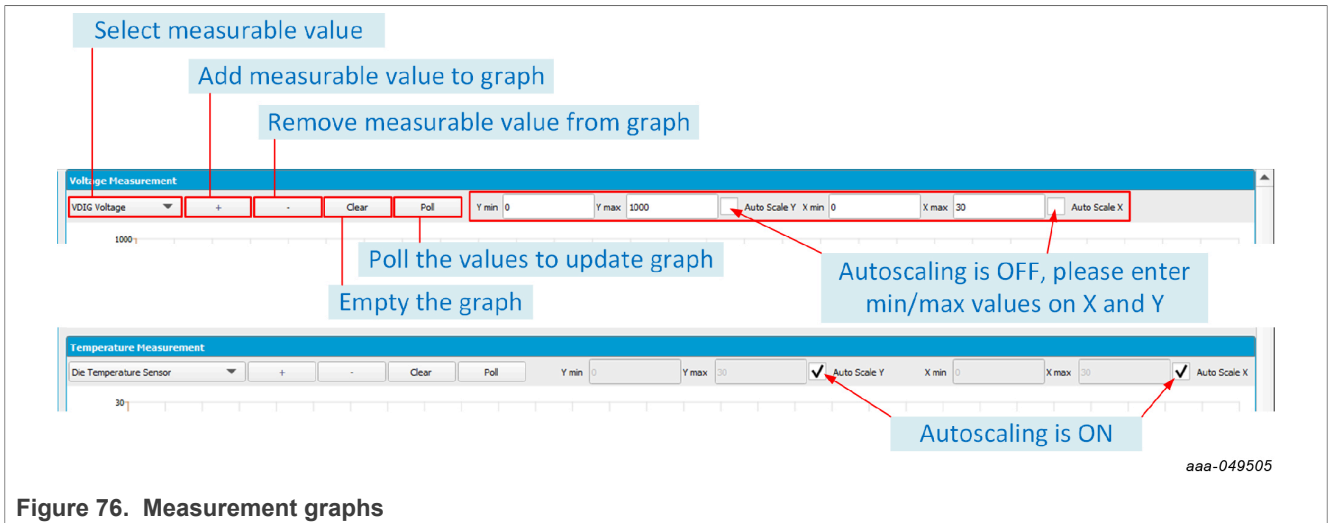 Select measurable value
Add measurable value to graph
Remove measurable value from graph
Voltage Measurement
VDIG Voltage + - Clear Poll Y min 0 Y max 1000 Auto Scale Y X min 0 X max 30 Auto Scale X
1000
Poll the values to update graph
Empty the graph
Autoscaling is OFF, please enter
min/max values on X and Y
Temperature Measurement
Die Temperature Sensor + - Clear Poll Y min 0 Y max 30 Auto Scale Y X min 0 X max 30 Auto Scale X
30
Autoscaling is ON
aaa-049505
Figure 76. Measurement graphs